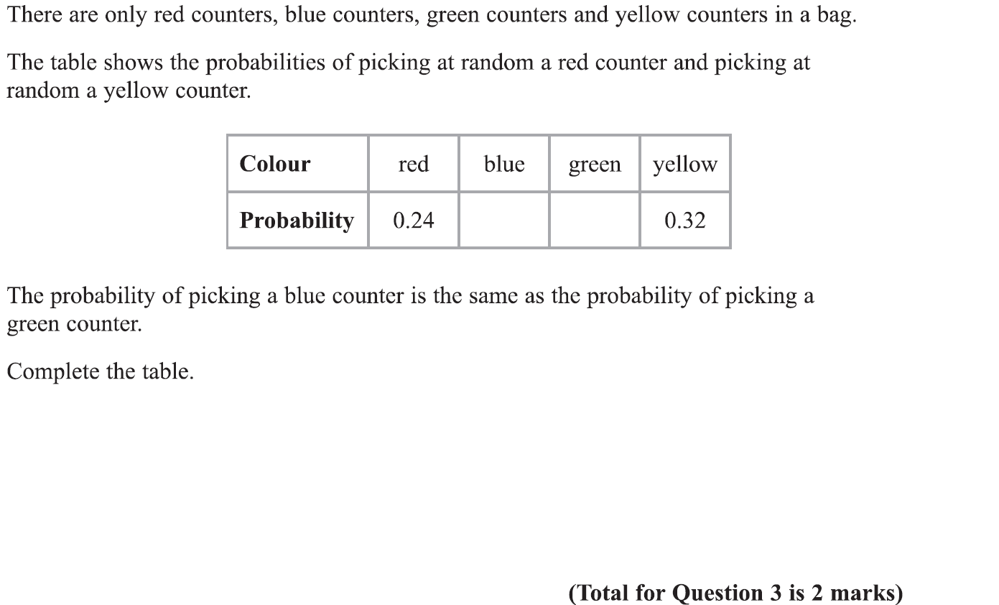 There are only red counters, blue counters, green counters and yellow counters in a bag.
The table shows the probabilities of picking at random a red counter and picking at
random a yellow counter.
Colour red blue green yellow
Probability 0.24 0.32
The probability of picking a blue counter is the same as the probability of picking a
green counter.
Complete the table.
(Total for Question 3 is 2 marks)